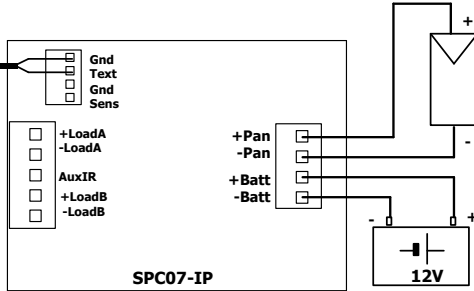 Gnd
Text
Gnd
Sens
+LoadA
-LoadA
AuxIR
+LoadB
-LoadB
+Pan
-Pan
+Batt
-Batt
+
-
- +
12V
SPC07-IP